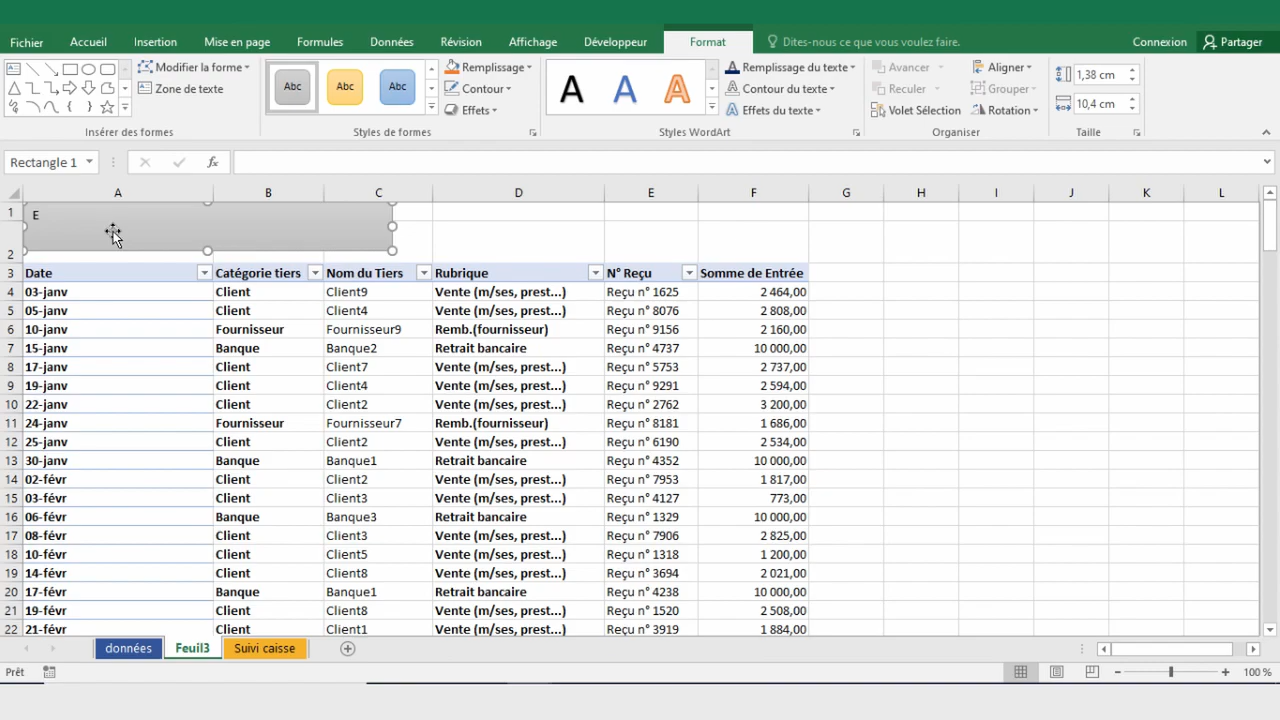 Fichier Accueil Insertion Mise en page Formules Données Révision Affichage Développeur Format Dites-nous ce que vous voulez faire. Connexion Partager
Modifier la forme Abc Abc Abc Remplissage A A A Remplissage du texte Avancer Aligner 1,38 cm
Zone de texte Contour Contour du texte Reculer Grouper 10,4 cm
Effets Effets du texte Volet Sélection Rotation
Insérer des formes Styles de formes Styles WordArt Organiser Taille
Rectangle 1 fx
A B C D E F G H I J K L
1 E
2
3 Date Catégorie tiers Nom du Tiers Rubrique N° Reçu Somme de Entrée
4 03-janv Client Client9 Vente (m/ses, prest...) Reçu n° 1625 2 464,00
5 05-janv Client Client4 Vente (m/ses, prest...) Reçu n° 8076 2 808,00
6 10-janv Fournisseur Fournisseur9 Remb.(fournisseur) Reçu n° 9156 2 160,00
7 15-janv Banque Banque2 Retrait bancaire Reçu n° 4737 10 000,00
8 17-janv Client Client7 Vente (m/ses, prest...) Reçu n° 5753 2 737,00
9 19-janv Client Client4 Vente (m/ses, prest...) Reçu n° 9291 2 594,00
10 22-janv Client Client2 Vente (m/ses, prest...) Reçu n° 2762 3 200,00
11 24-janv Fournisseur Fournisseur7 Remb.(fournisseur) Reçu n° 8181 1 686,00
12 25-janv Client Client2 Vente (m/ses, prest...) Reçu n° 6190 2 534,00
13 30-janv Banque Banque1 Retrait bancaire Reçu n° 4352 10 000,00
14 02-févr Client Client2 Vente (m/ses, prest...) Reçu n° 7953 1 817,00
15 03-févr Client Client3 Vente (m/ses, prest...) Reçu n° 4127 773,00
16 06-févr Banque Banque3 Retrait bancaire Reçu n° 1329 10 000,00
17 08-févr Client Client3 Vente (m/ses, prest...) Reçu n° 7906 2 825,00
18 10-févr Client Client5 Vente (m/ses, prest...) Reçu n° 1318 1 200,00
19 14-févr Client Client8 Vente (m/ses, prest...) Reçu n° 3694 2 021,00
20 17-févr Banque Banque1 Retrait bancaire Reçu n° 4238 10 000,00
21 19-févr Client Client8 Vente (m/ses, prest...) Reçu n° 1520 2 508,00
22 21-févr Client Client1 Vente (m/ses, prest...) Reçu n° 3919 1 884,00
données Feuil3 Suivi caisse
Prêt 100 %